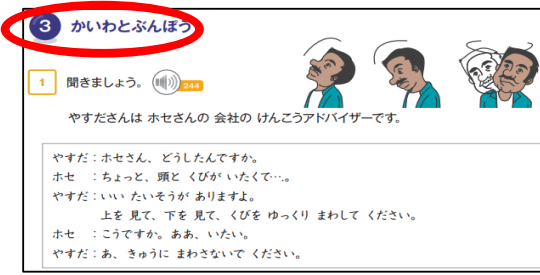 3 かいわとぶんぽう
1 聞きましょう。 244
やすださんは ホセさんの 会社の けんこうアドバイザーです。
やすだ：ホセさん、どうしたんですか。
ホセ ：ちょっと、頭と くびが いたくて…。
やすだ：いい たいそうが ありますよ。
上を 見て、下を 見て、くびを ゆっくり まわして ください。
ホセ ：こうですか。ああ、いたい。
やすだ：あ、きゅうに まわさないで ください。